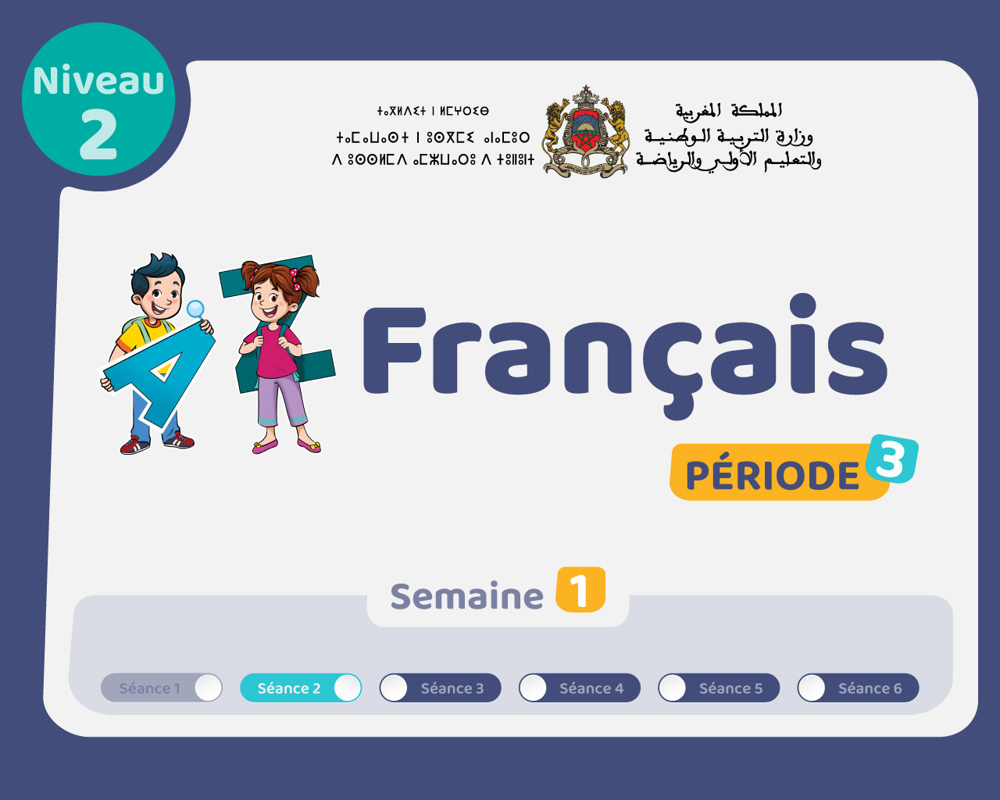 Niveau
2
ⵜⴰⴳⵍⴷⵉⵜ ⵏ ⵍⵎⵖⵔⵉⴱ
ⵜⴰⵎⴰⵡⴰⵙⵜ ⵏ ⵓⵙⴳⵎⵉ ⴰⵏⴰⵎⵓⵔ
ⴷ ⵓⵙⵙⵍⵎⴷ ⴰⵎⵣⵡⴰⵔⵓ ⴷ ⵜⵓⵏⵏⵓⵏⵜ
المملكة المغربية
وزارة التربية الوطنية
والتعليم الأولي والرياضة
A
Z
Français
PÉRIODE 3
Semaine 1
Séance 1 Séance 2 Séance 3 Séance 4 Séance 5 Séance 6